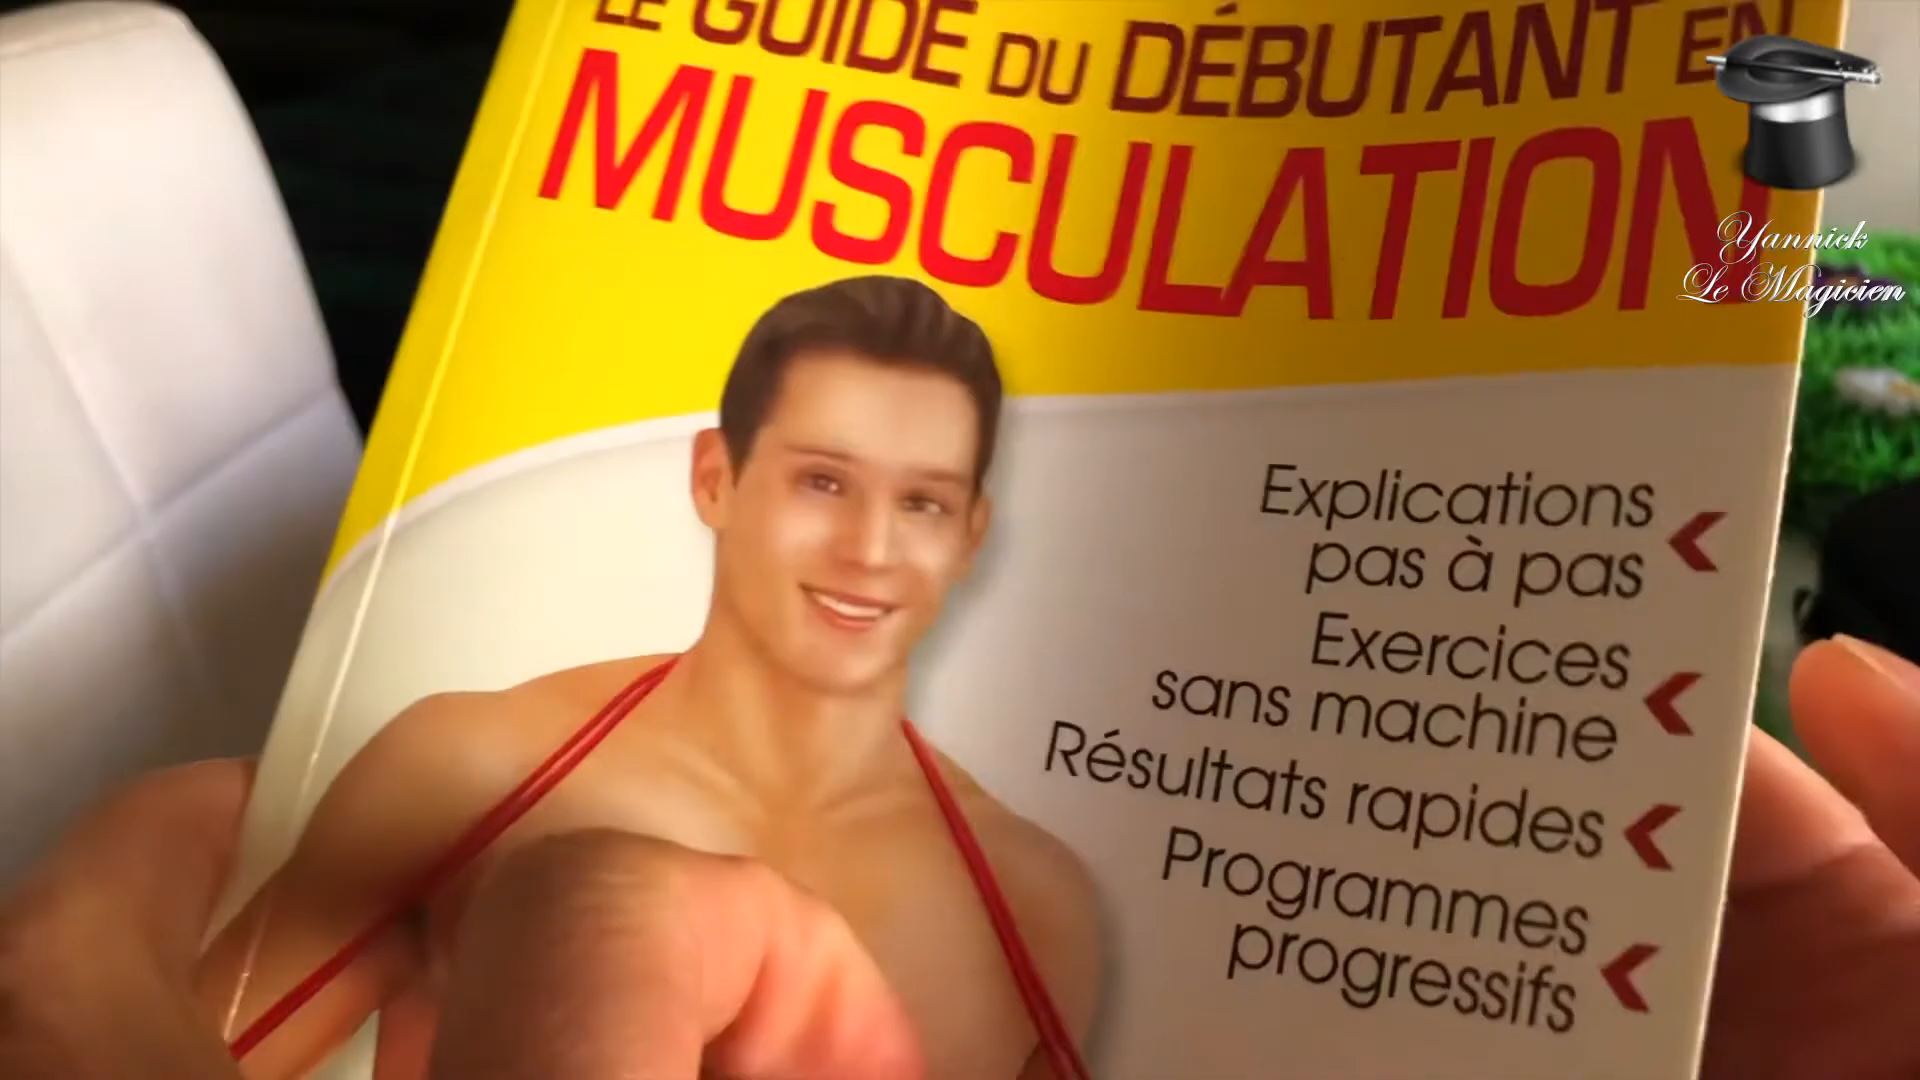 LE GUIDE DU DÉBUTANT EN
MUSCULATION
Yannick
Le Magicien
Explications
pas à pas
Exercices
sans machine
Résultats rapides
Programmes
progressifs